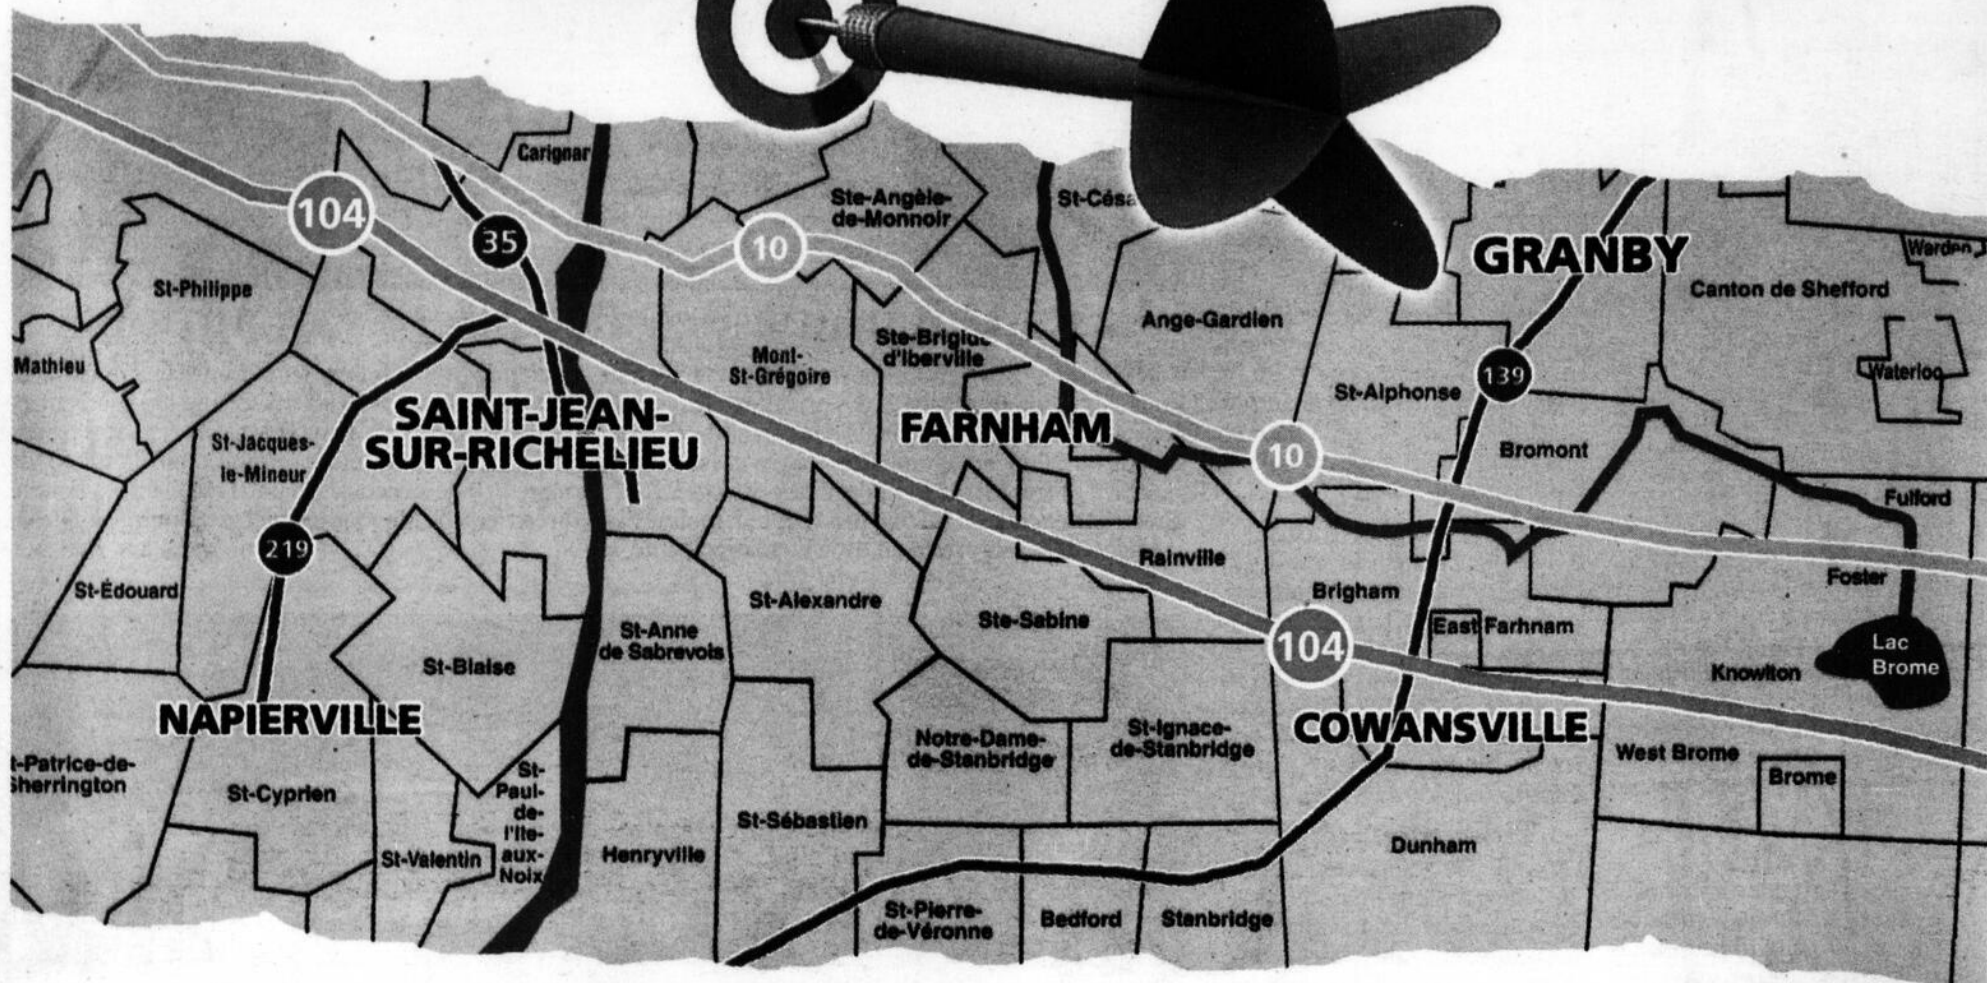 Carignar
Ste-Angèle-
de-Monnoir
St-Césa
104
35
10
GRANBY
Warden
St-Philippe
Canton de Shefford
Ange-Gardien
Mathieu
Mont-
St-Grégoire
Ste-Brigide
d'Iberville
Waterloo
139
St-Alphonse
SAINT-JEAN-
SUR-RICHELIEU
FARNHAM
St-Jacques-
le-Mineur
10
Bromont
Fulford
219
Rainville
St-Édouard
St-Alexandre
Ste-Sabine
Brigham
Foster
St-Anne
de Sabrevois
East Farhnam
104
Lac
Brome
St-Blaise
Knowlton
NAPIERVILLE
COWANSVILLE
Notre-Dame-
de-Stanbridge
St-Ignace-
de-Stanbridge
West Brome
t-Patrice-de-
Sherrington
St-Cyprien
St-
Paul-
de-
l'Ile-
aux-
Noix
Brome
St-Sébastien
St-Valentin
Henryville
Dunham
St-Pierre-
de-Véronne
Bedford
Stanbridge